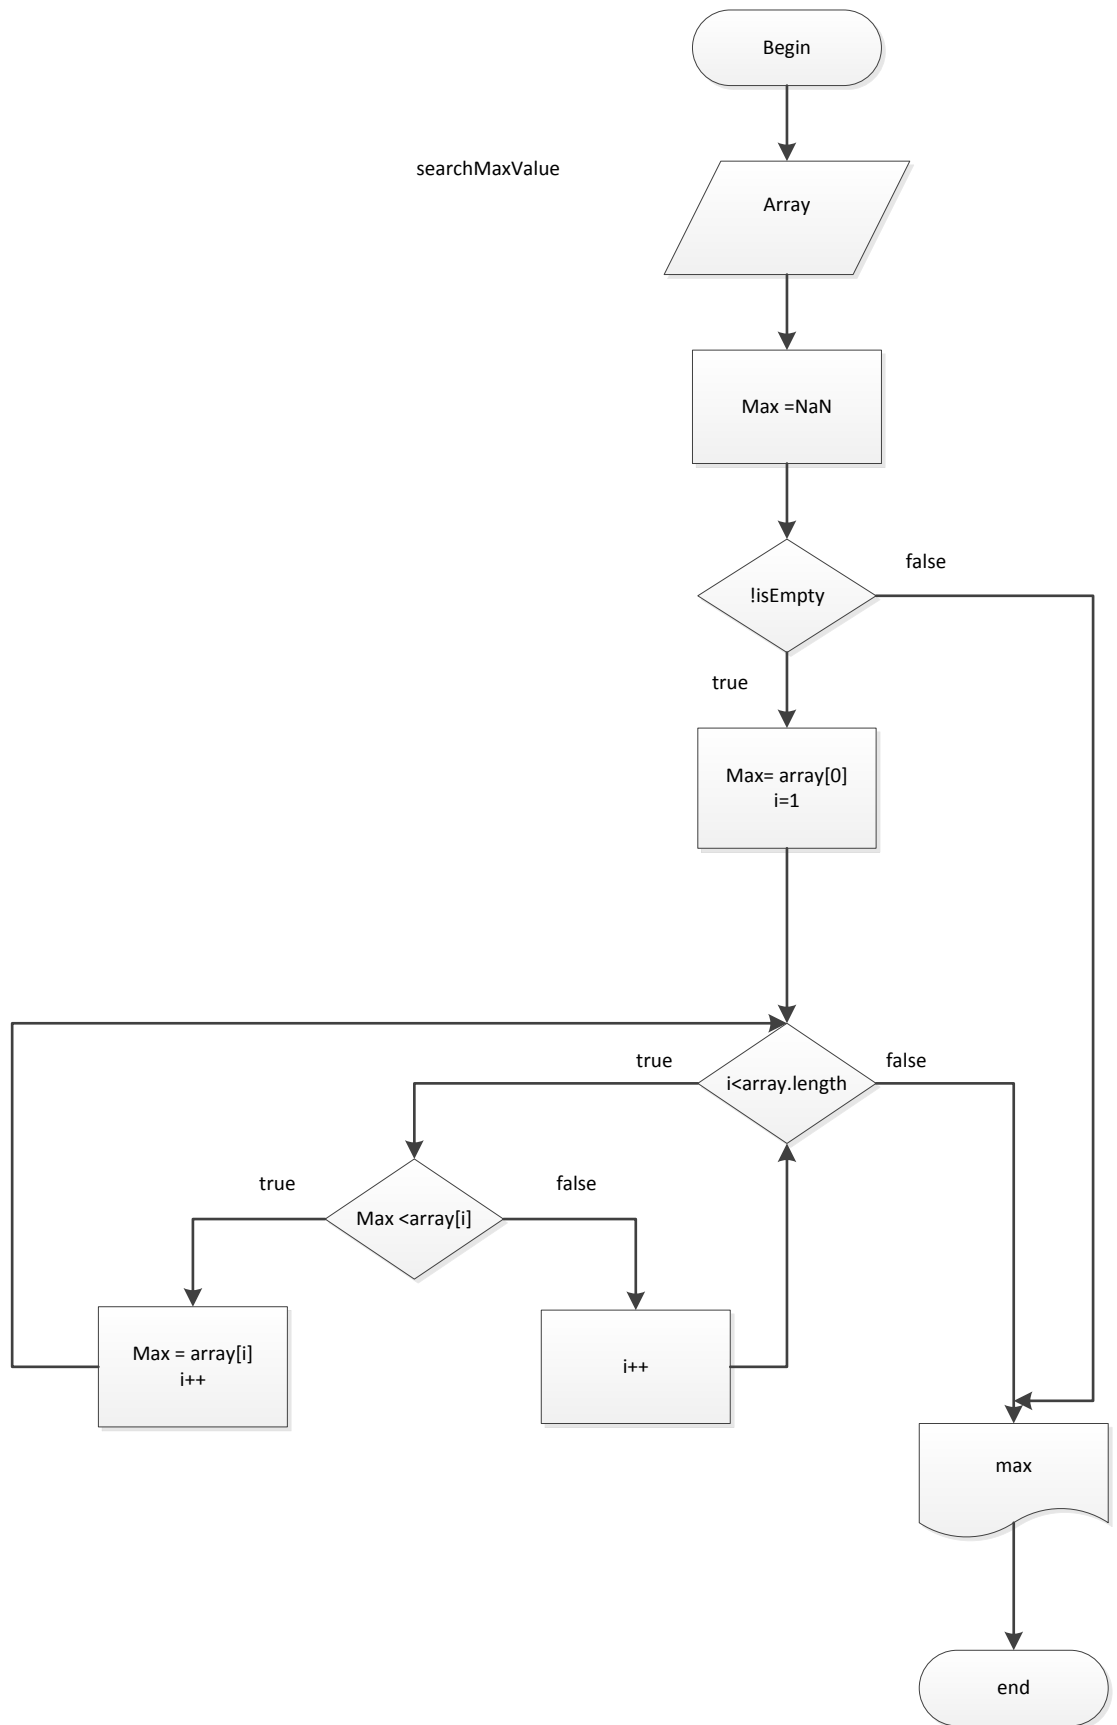 Begin
searchMaxValue
Array
Max =NaN
false
!isEmpty
true
Max= array[0]
i=1
true
false
i<array.length
true
false
Max <array[i]
Max = array[i]
i++
i++
max
end